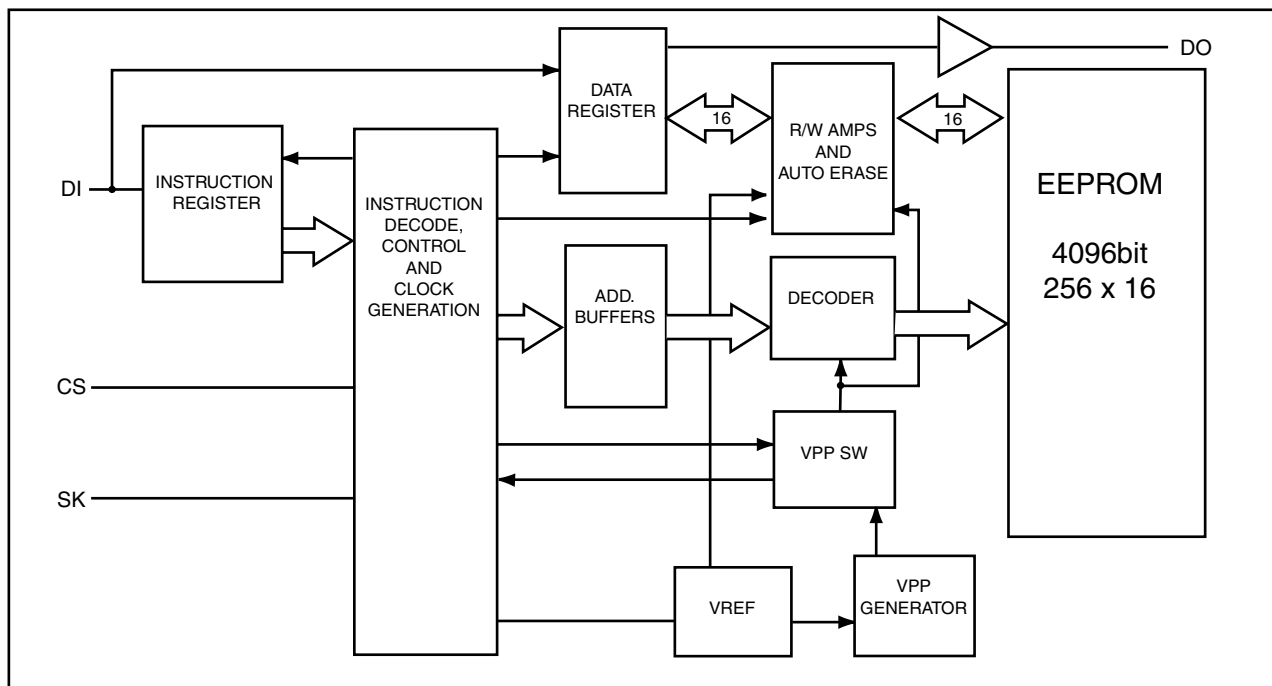 DO
DATA
REGISTER
16
R/W AMPS
AND
AUTO ERASE
16
EEPROM
4096bit
256 x 16
DI
INSTRUCTION
REGISTER
INSTRUCTION
DECODE,
CONTROL
AND
CLOCK
GENERATION
ADD.
BUFFERS
DECODER
CS
VPP SW
SK
VREF
VPP
GENERATOR